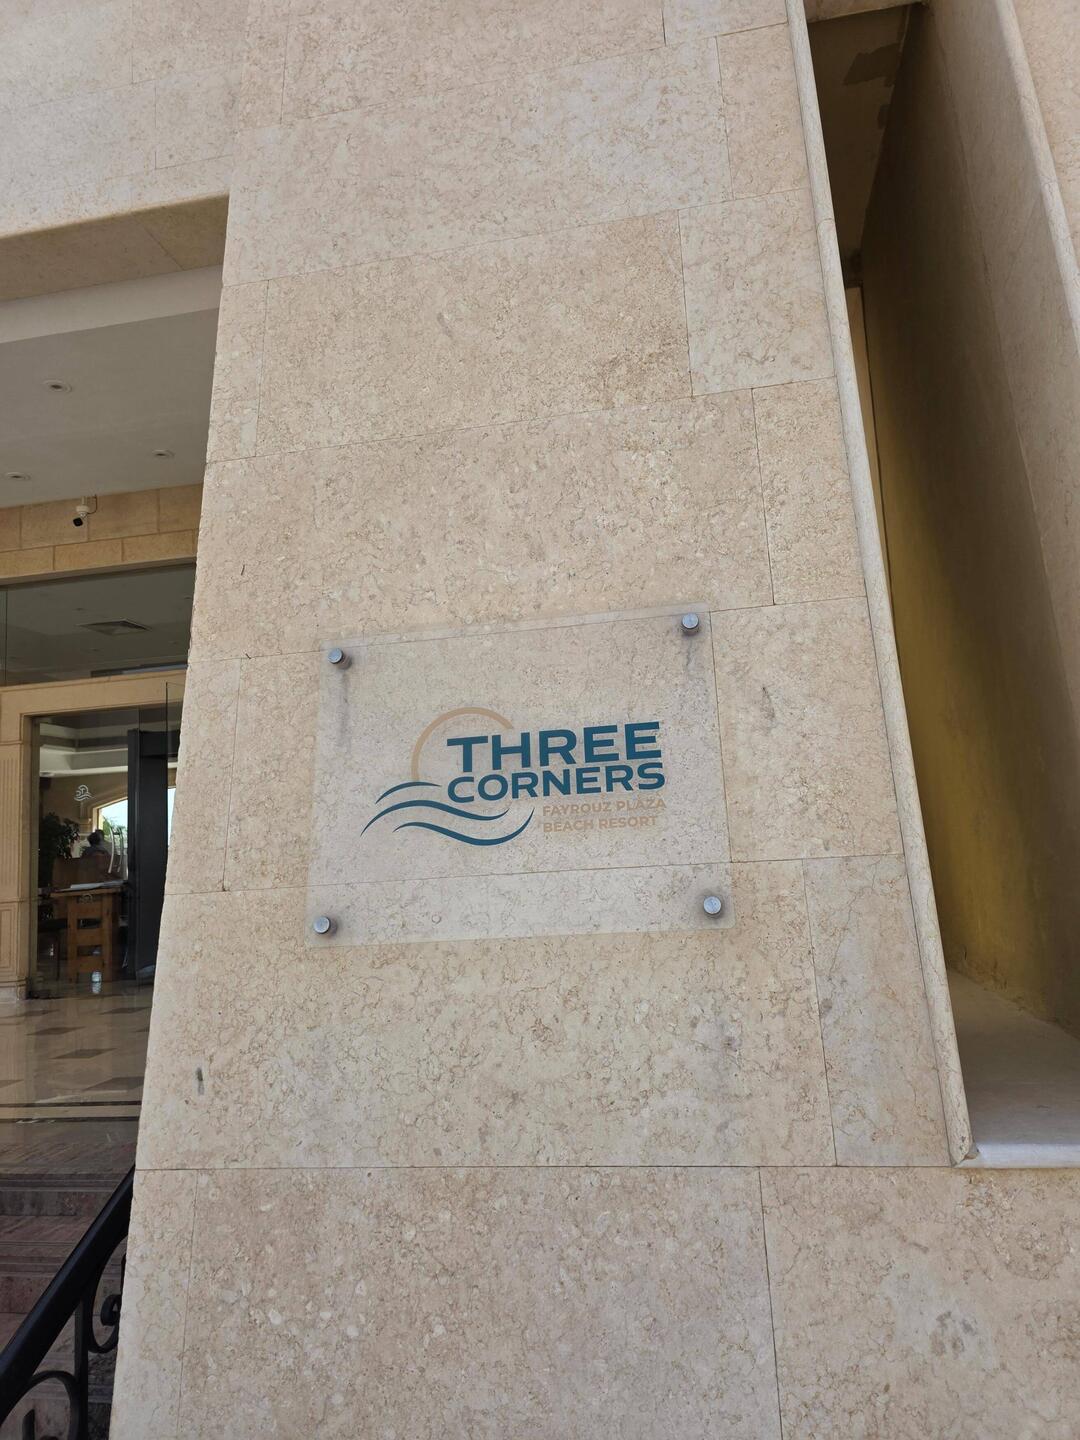 THREE
CORNERS
FAYROUZ PLAZA
BEACH RESORT